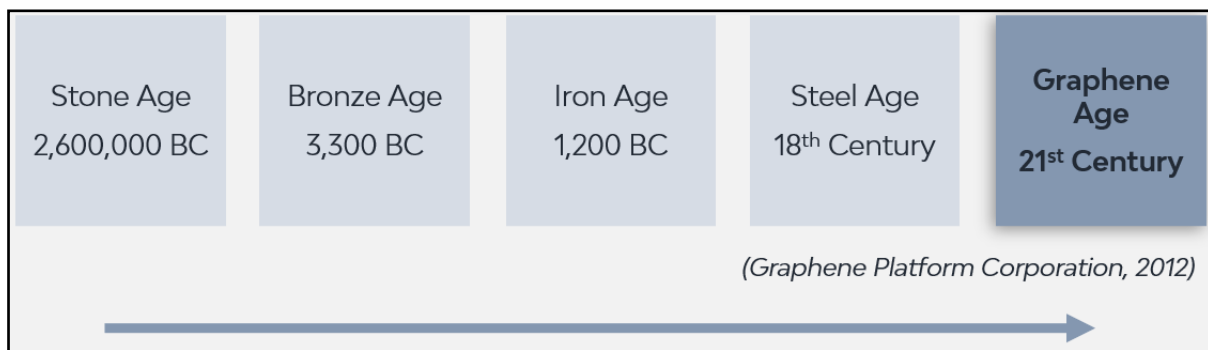 Stone Age
2,600,000 BC
Bronze Age
3,300 BC
Iron Age
1,200 BC
Steel Age
18th Century
Graphene
Age
21st Century
(Graphene Platform Corporation, 2012)